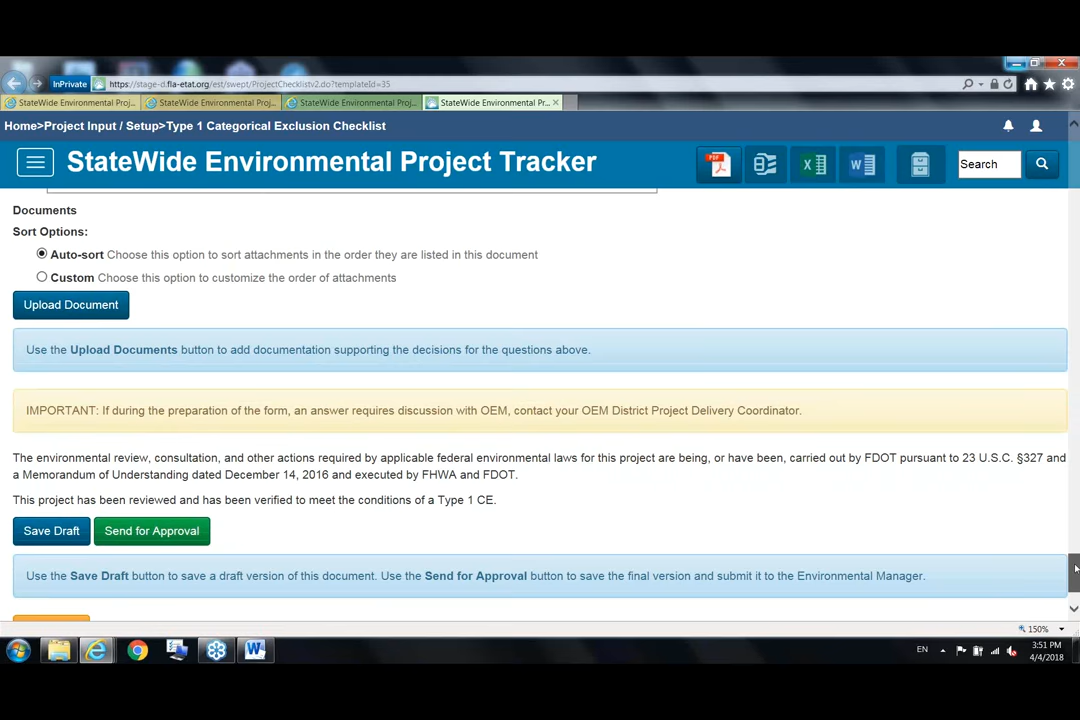 InPrivate https://stage-d.fla-etat.org/est/swept/ProjectChecklistv2.do?templateId=35
StateWide Environmental Proj... StateWide Environmental Proj... StateWide Environmental Proj... StateWide Environmental Pr...
Home>Project Input / Setup>Type 1 Categorical Exclusion Checklist
StateWide Environmental Project Tracker
PDF
Search
Documents
Sort Options:
Auto-sort Choose this option to sort attachments in the order they are listed in this document
Custom Choose this option to customize the order of attachments
Upload Document
Use the Upload Documents button to add documentation supporting the decisions for the questions above.
IMPORTANT: If during the preparation of the form, an answer requires discussion with OEM, contact your OEM District Project Delivery Coordinator.
The environmental review, consultation, and other actions required by applicable federal environmental laws for this project are being, or have been, carried out by FDOT pursuant to 23 U.S.C. §327 and
a Memorandum of Understanding dated December 14, 2016 and executed by FHWA and FDOT.
This project has been reviewed and has been verified to meet the conditions of a Type 1 CE.
Save Draft Send for Approval
Use the Save Draft button to save a draft version of this document. Use the Send for Approval button to save the final version and submit it to the Environmental Manager.
150%
EN
3:51 PM
4/4/2018